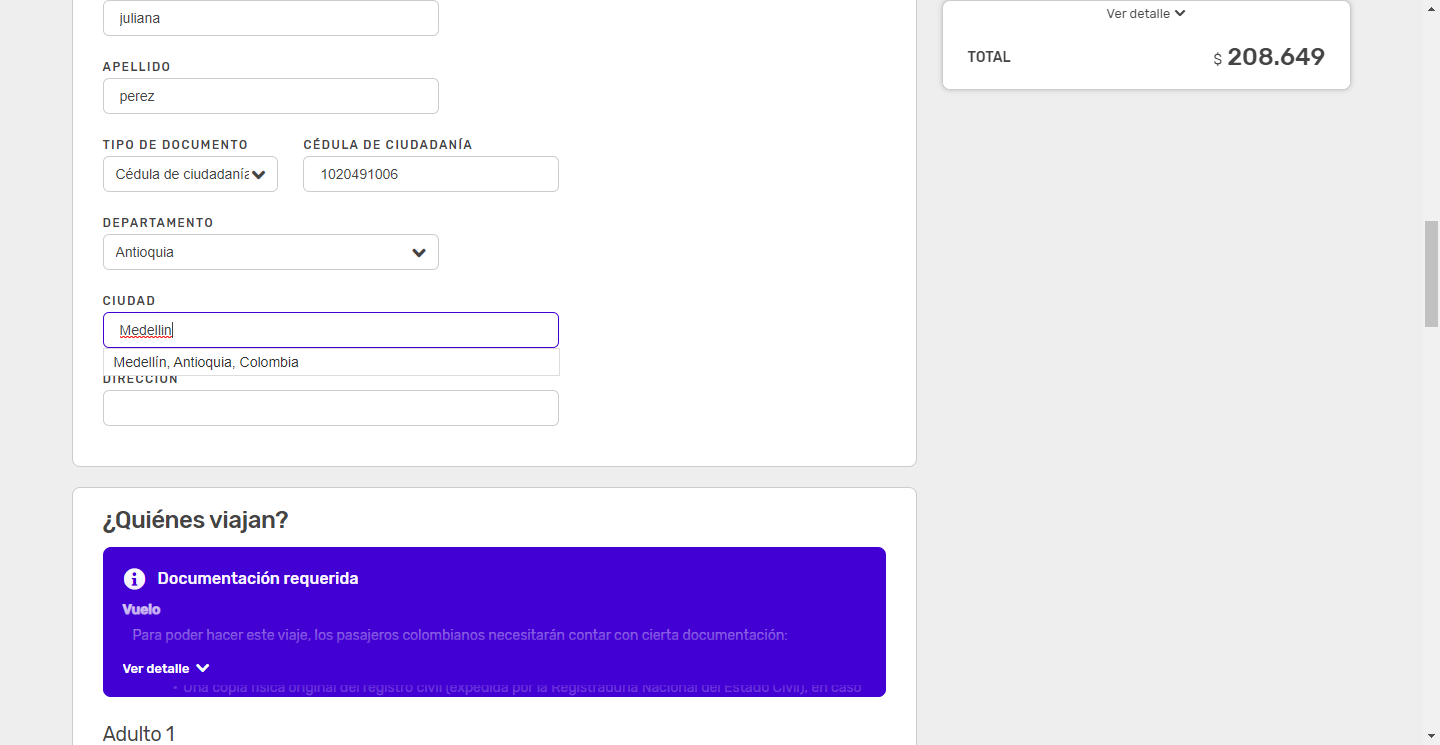 juliana
APELLIDO
perez
TIPO DE DOCUMENTO
CÉDULA DE CIUDADANÍA
Cédula de ciudadanía
1020491006
DEPARTAMENTO
Antioquia
CIUDAD
Medellin
Medellín, Antioquia, Colombia
DIRECCIÓN
¿Quiénes viajan?
Documentación requerida
Vuelo
Para poder hacer este viaje, los pasajeros colombianos necesitarán contar con cierta documentación:
Ver detalle
• Una copia física original del registro civil (expedida por la Registraduría Nacional del Estado Civil), en caso
Adulto 1
Ver detalle
TOTAL
$ 208.649